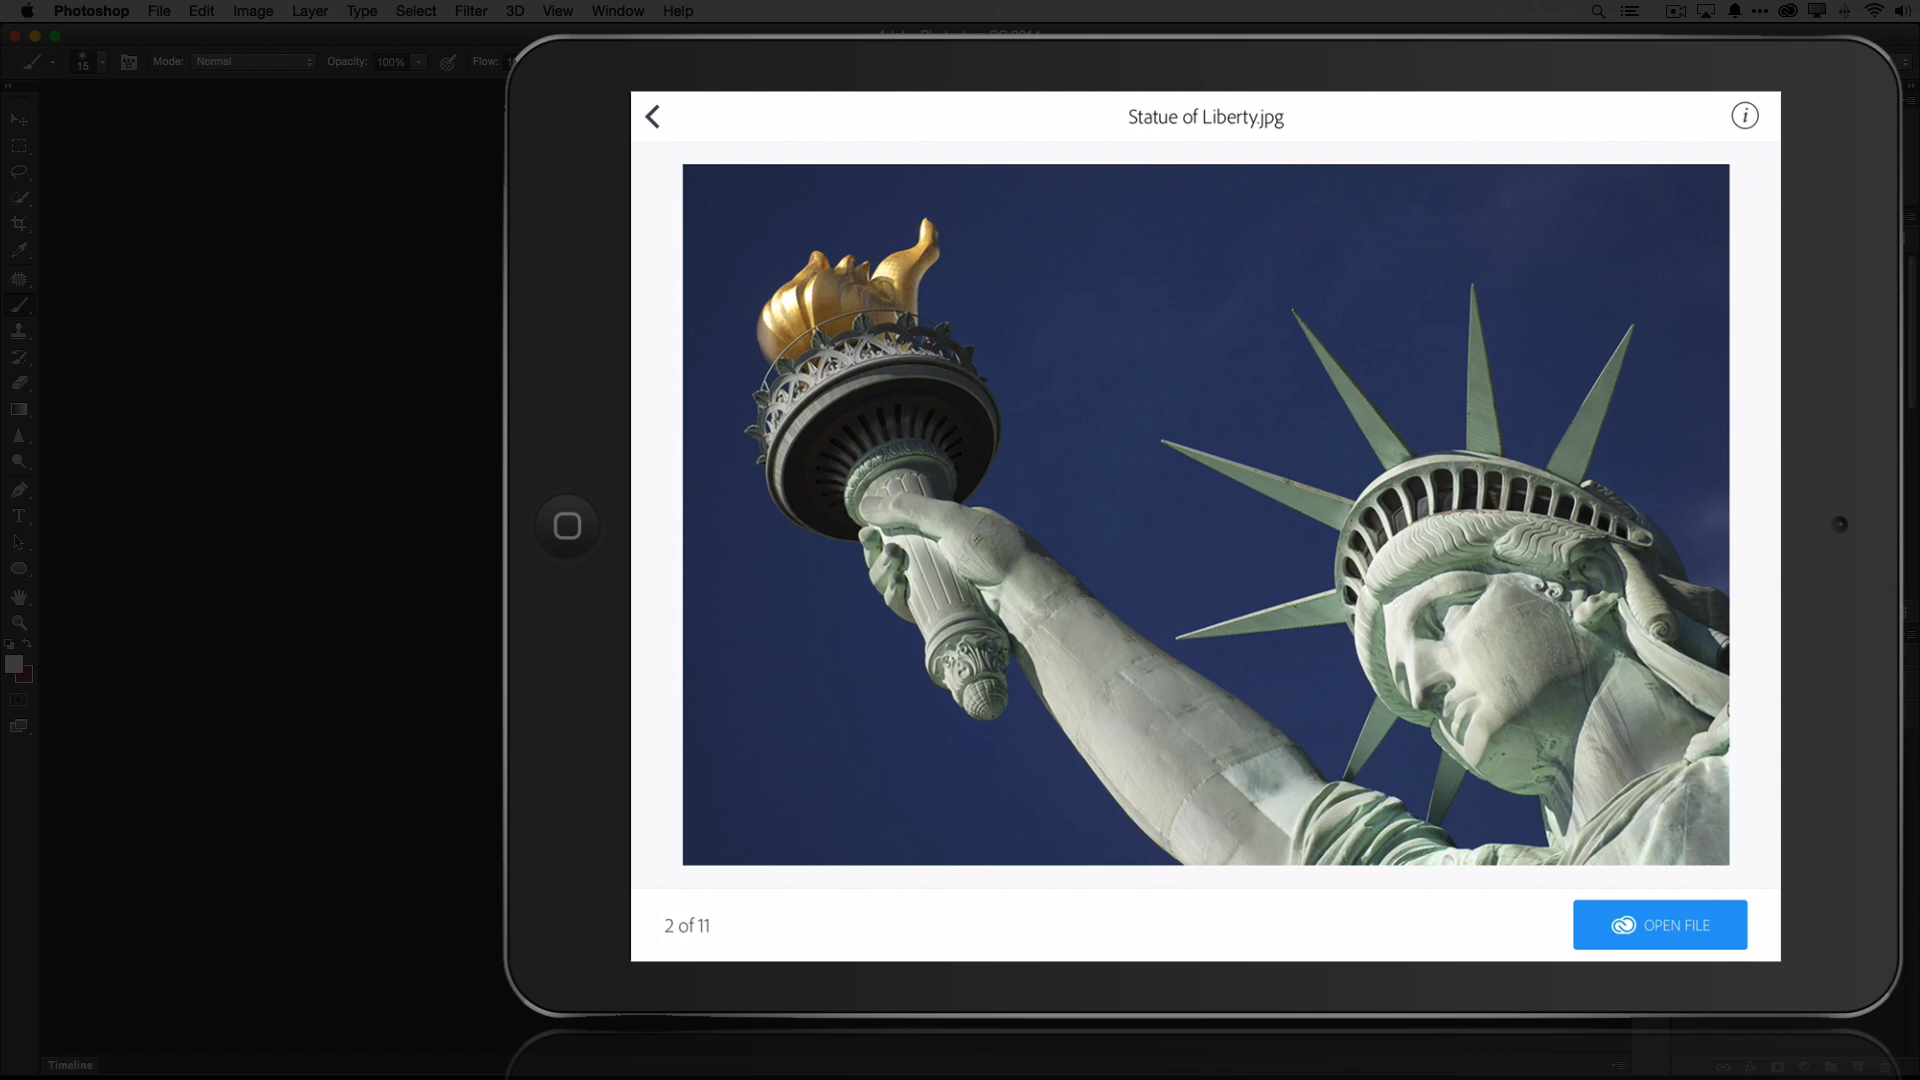 Photoshop File Edit Image Layer Type Select Filter 3D View Window Help
15 Mode: Normal Opacity: 100% Flow:
Statue of Liberty.jpg
2 of 11
OPEN FILE
Timeline